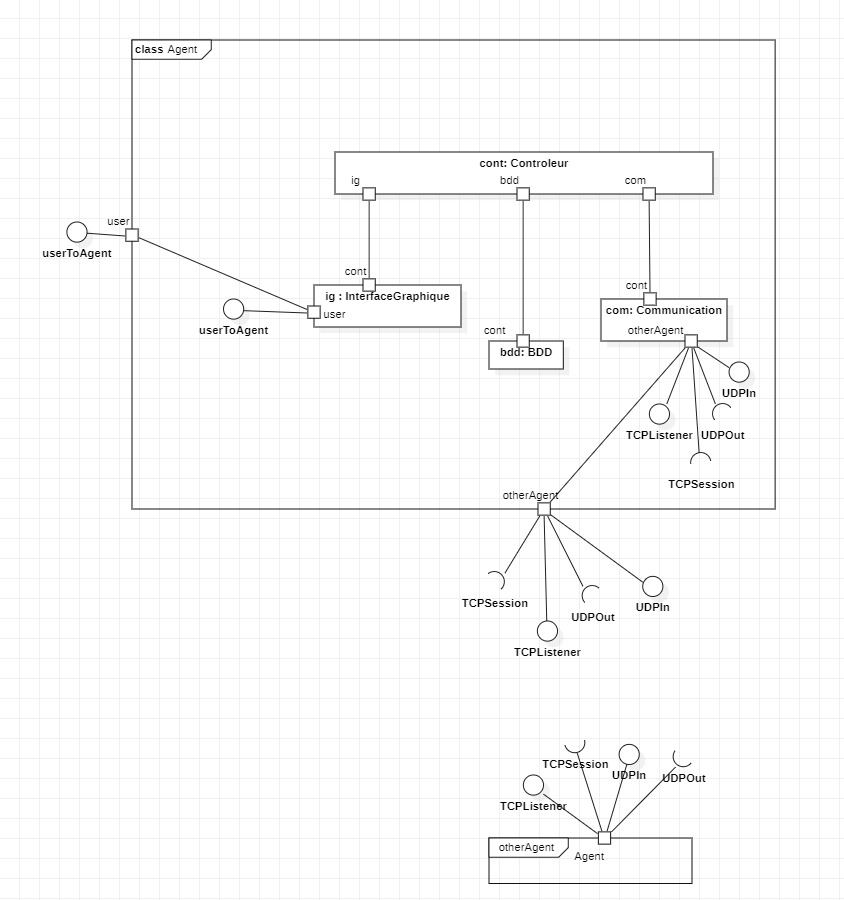 class Agent
cont: Controleur
ig
bdd
com
user
userToAgent
cont
ig : InterfaceGraphique
user
userToAgent
cont
bdd: BDD
cont
com: Communication
otherAgent
UDPIn
TCPListener
UDPOut
TCPSession
otherAgent
TCPSession
UDPOut
UDPIn
TCPListener
TCPSession
UDPIn
UDPOut
TCPListener
otherAgent
Agent